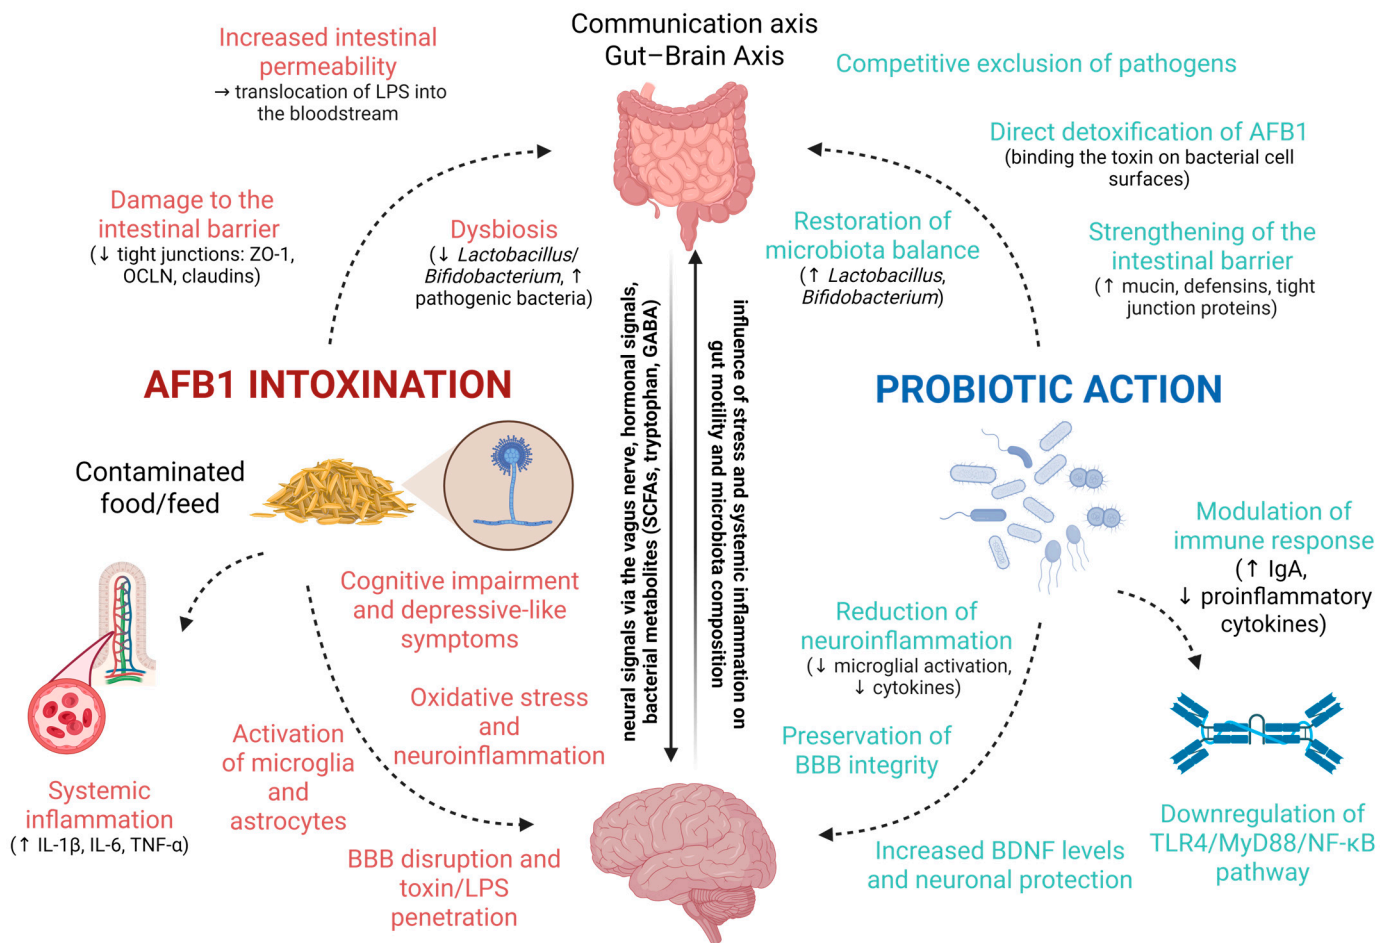 Communication axis
Gut–Brain Axis
Increased intestinal
permeability
→ translocation of LPS into
the bloodstream
Damage to the
intestinal barrier
(↓ tight junctions: ZO-1,
OCLN, claudins)
Dysbiosis
(↓ Lactobacillus/
Bifidobacterium, ↑
pathogenic bacteria)
AFB1 INTOXINATION
Contaminated
food/feed
Cognitive impairment
and depressive-like
symptoms
Oxidative stress
and
neuroinflammation
Activation
of microglia
and
astrocytes
Systemic
inflammation
(↑ IL-1β, IL-6, TNF-α)
BBB disruption and
toxin/LPS
penetration
neural signals via the vagus nerve, hormonal signals,
bacterial metabolites (SCFAs, tryptophan, GABA)
influence of stress and systemic inflammation on
gut motility and microbiota composition
Competitive exclusion of pathogens
Direct detoxification of AFB1
(binding the toxin on bacterial cell
surfaces)
Restoration of
microbiota balance
(↑ Lactobacillus,
Bifidobacterium)
Strengthening of the
intestinal barrier
(↑ mucin, defensins, tight
junction proteins)
PROBIOTIC ACTION
Modulation of
immune response
(↑ IgA,
↓ proinflammatory
cytokines)
Reduction of
neuroinflammation
(↓ microglial activation,
↓ cytokines)
Preservation of
BBB integrity
Increased BDNF levels
and neuronal protection
Downregulation of
TLR4/MyD88/NF-κB
pathway